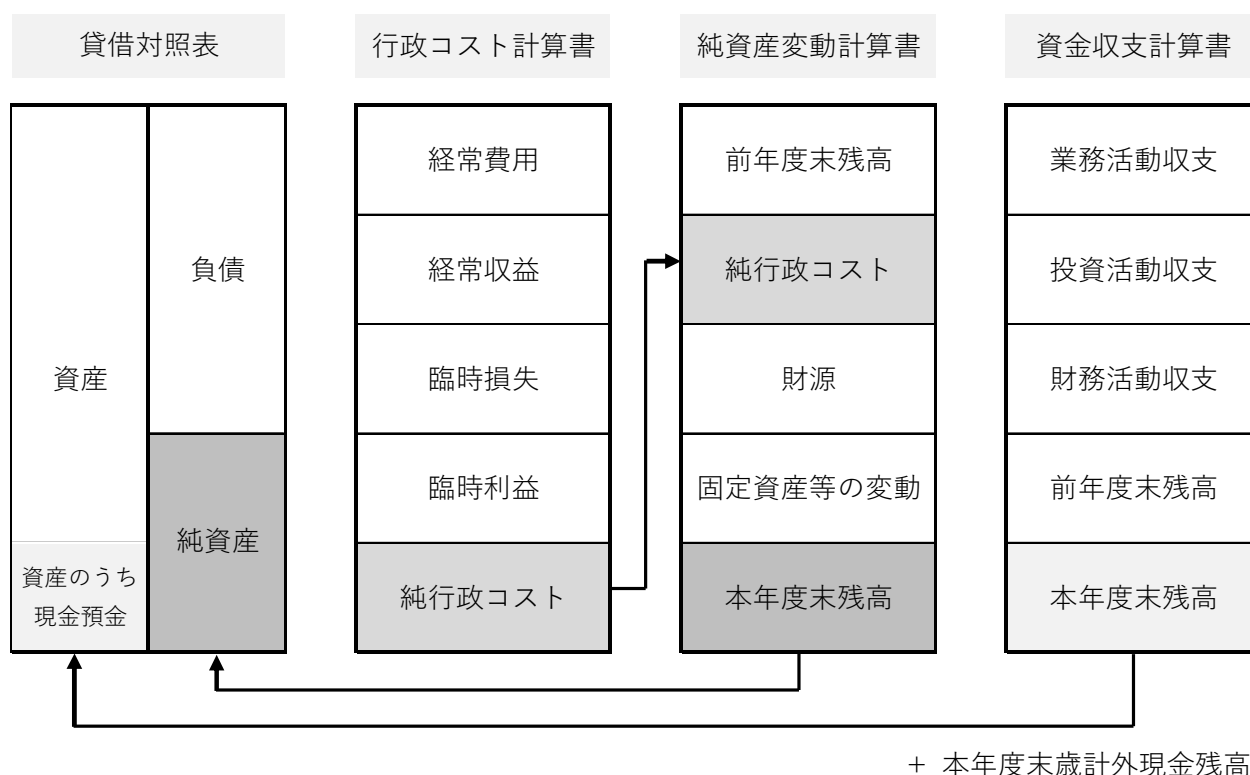 貸借対照表
行政コスト計算書
純資産変動計算書
資金収支計算書
資産
資産のうち
現金預金
負債
純資産
経常費用
経常収益
臨時損失
臨時利益
純行政コスト
前年度末残高
純行政コスト
財源
固定資産等の変動
本年度末残高
業務活動収支
投資活動収支
財務活動収支
前年度末残高
本年度末残高
+ 本年度末歳計外現金残高